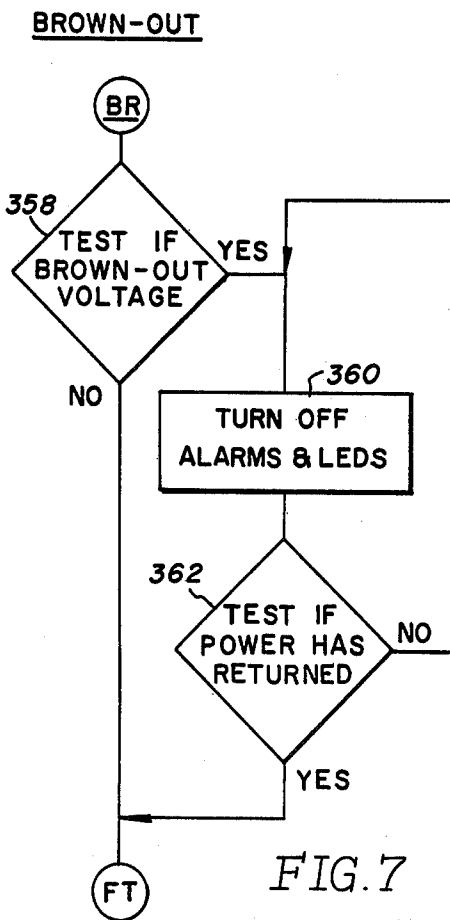 BROWN-OUT
BR
358
TEST IF
BROWN-OUT
VOLTAGE
YES
NO
360
TURN OFF
ALARMS & LEDS
362
TEST IF
POWER HAS
RETURNED
NO
YES
FT
FIG. 7